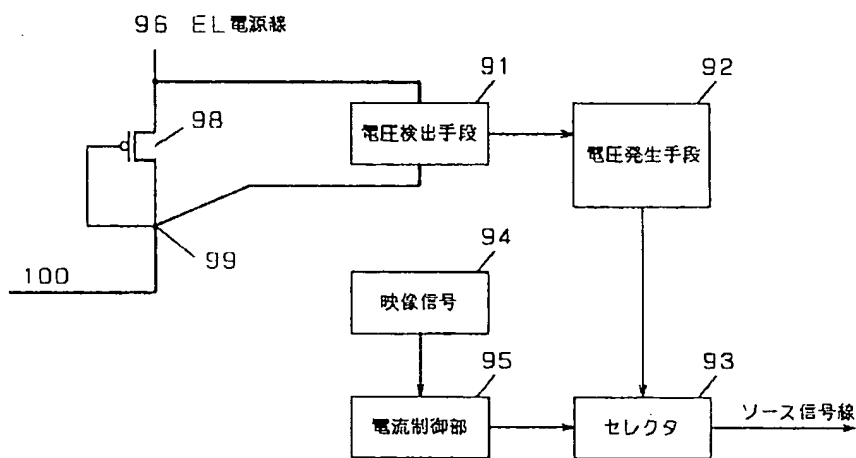 96 EL電源線
91
92
98
電圧検出手段
電圧発生手段
99
94
100
映像信号
95
93
電流制御部
セレクタ
ソース信号線